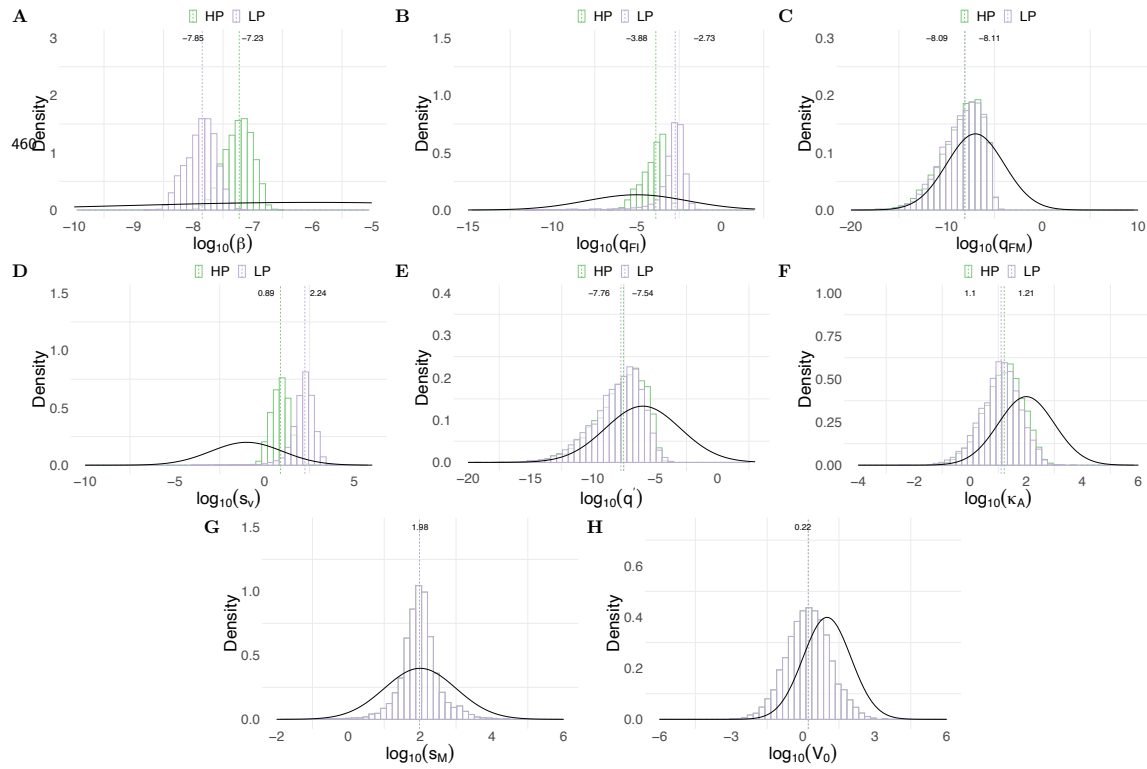 A HP LP B HP LP C HP LP
3 −7.85 −7.23 1.5 −3.88 −2.73 0.3 −8.09 −8.11
2 1.0 0.2
460 Density Density Density
1 0.5 0.1
0 0.0 0.0
−10 −9 −8 −7 −6 −5 −15 −10 −5 0 −20 −10 0 10
log10(β) log10(qFI) log10(qFM)
D HP LP E HP LP F HP LP
1.5 0.89 2.24 0.4 −7.76 −7.54 1.00 1.1 1.21
1.0 0.3 0.75
Density Density Density
0.2 0.50
0.5 0.1 0.25
0.0 0.0 0.00
−10 −5 0 5 −20 −15 −10 −5 0 −4 −2 0 2 4 6
log10(sv) log10(q′) log10(κA)
G H
1.5 1.98 0.22
0.6
1.0
Density 0.4 Density
0.5 0.2
0.0 0.0
−2 0 2 4 6 −6 −3 0 3 6
log10(sM) log10(V0)